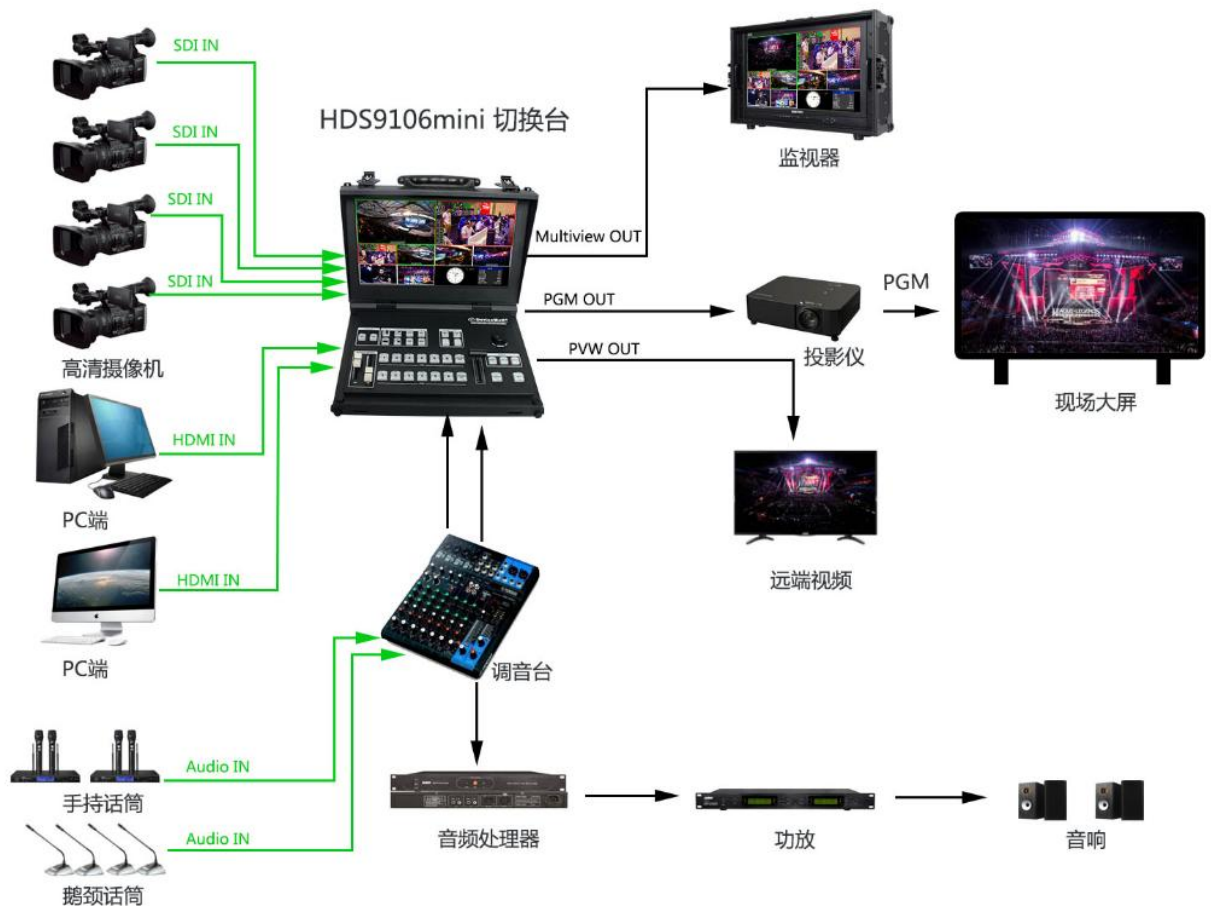 SDI IN
SDI IN
SDI IN
SDI IN
高清摄像机
HDS9106mini 切换台
监视器
Multiview OUT
PGM OUT
PVW OUT
投影仪
PGM
现场大屏
HDMI IN
PC端
远端视频
HDMI IN
PC端
调音台
Audio IN
手持话筒
Audio IN
鹅颈话筒
音频处理器
功放
音响